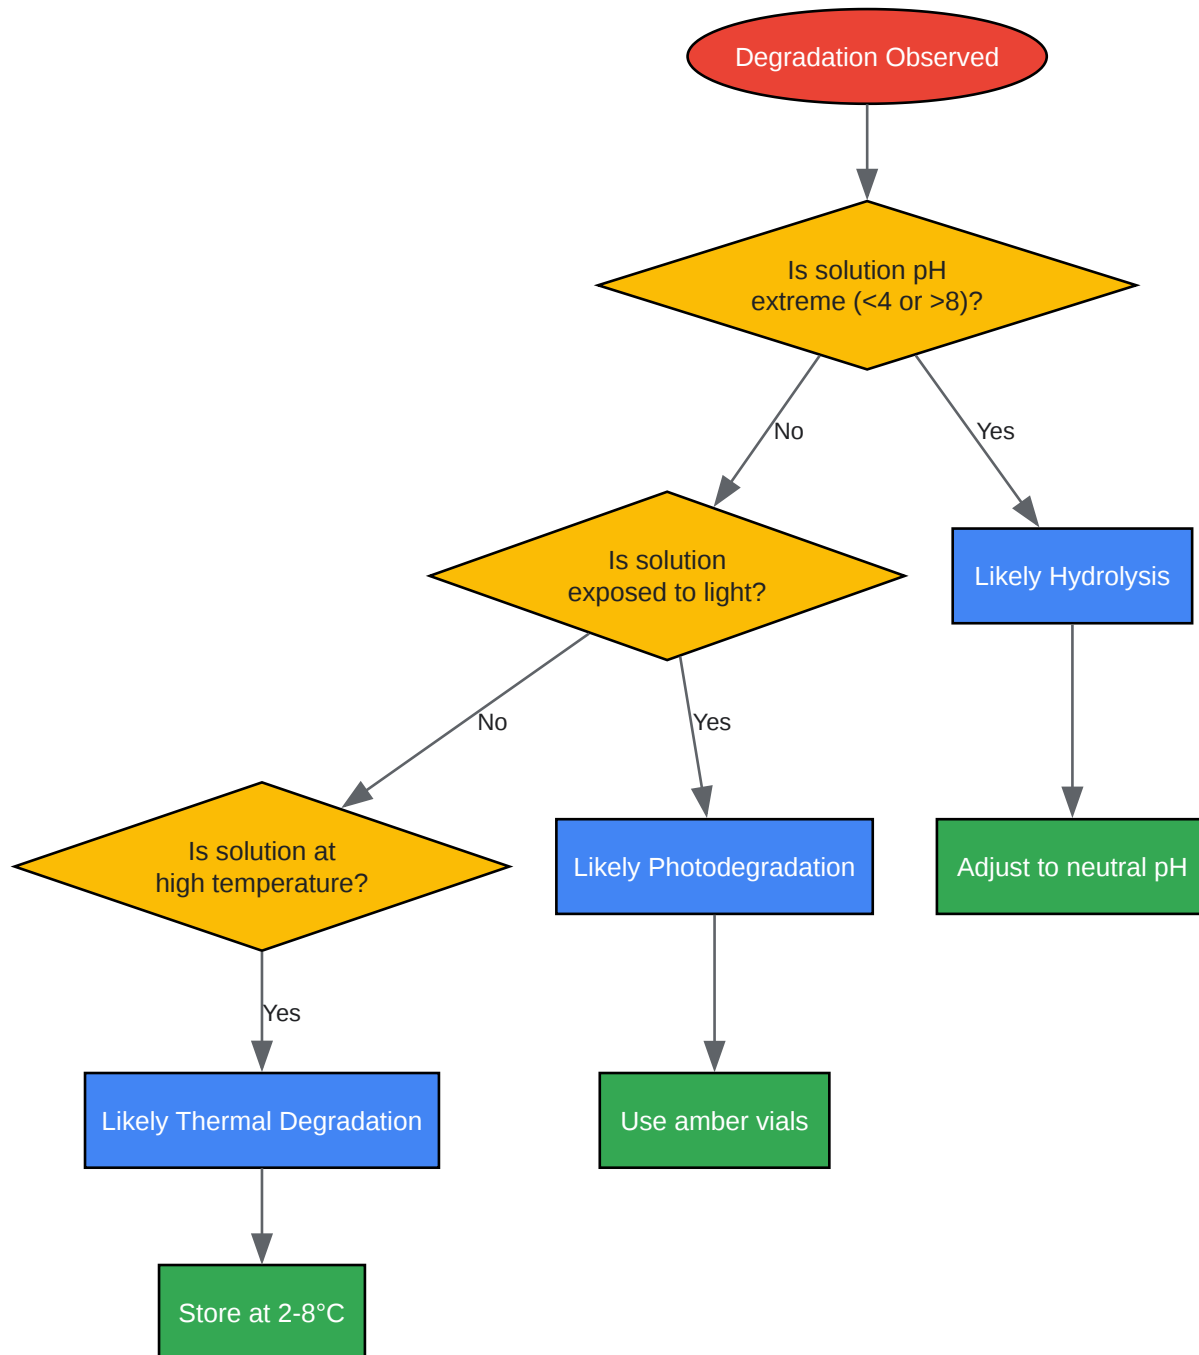 Degradation Observed
Is solution pH
extreme (<4 or >8)?
No
Yes
Is solution
exposed to light?
Likely Hydrolysis
No
Yes
Is solution at
high temperature?
Likely Photodegradation
Adjust to neutral pH
Yes
Likely Thermal Degradation
Use amber vials
Store at 2-8°C